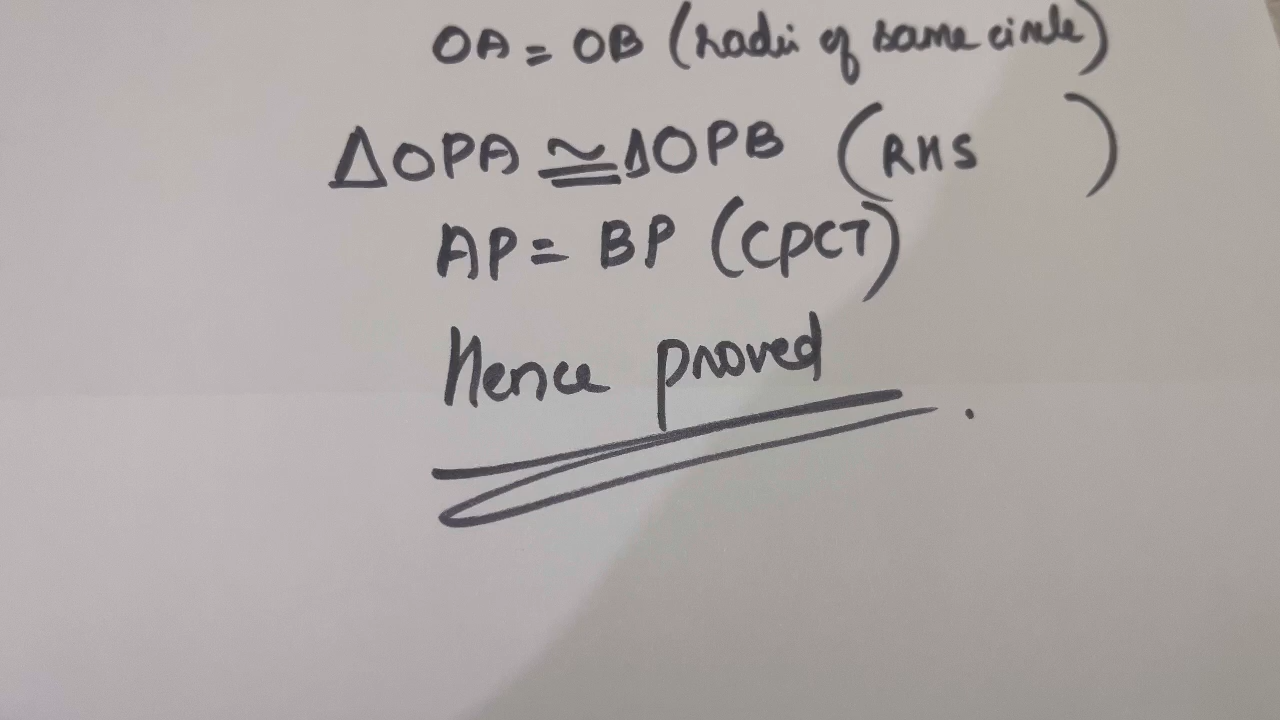 OA = OB (radii of same circle)
ΔOPA ≅ ΔOPB (RHS )
AP = BP (CPCT)
Hence proved.